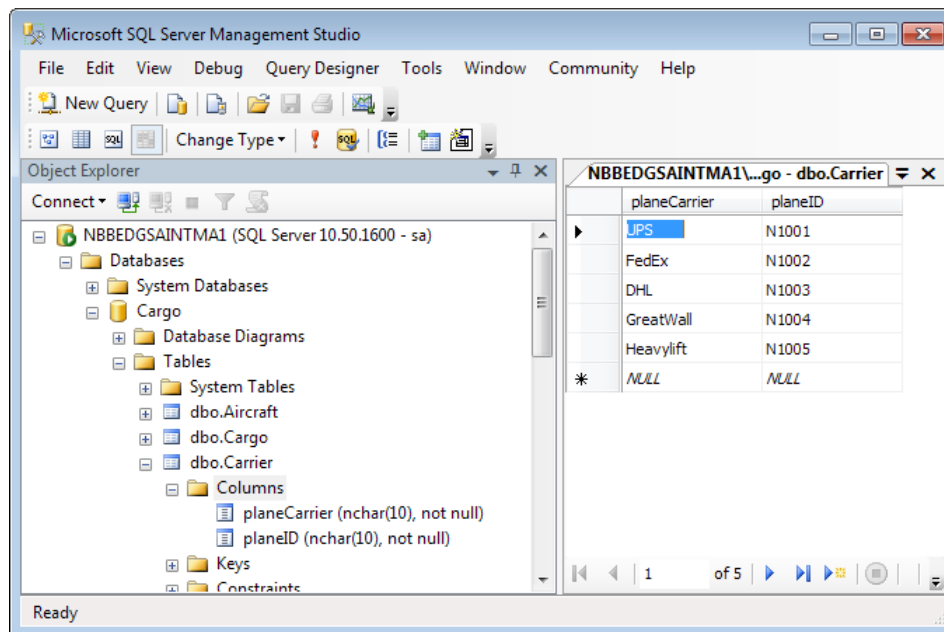 Microsoft SQL Server Management Studio
File Edit View Debug Query Designer Tools Window Community Help
New Query
SQL Change Type SQL
Object Explorer
Connect
NBBEDGSAINTMA1 (SQL Server 10.50.1600 - sa)
Databases
System Databases
Cargo
Database Diagrams
Tables
System Tables
dbo.Aircraft
dbo.Cargo
dbo.Carrier
Columns
planeCarrier (nchar(10), not null)
planeID (nchar(10), not null)
Keys
Constraints
NBBEDGSAINTMA1\...go - dbo.Carrier
planeCarrier planeID
UPS N1001
FedEx N1002
DHL N1003
GreatWall N1004
Heavylift N1005
NULL NULL
1 of 5
Ready